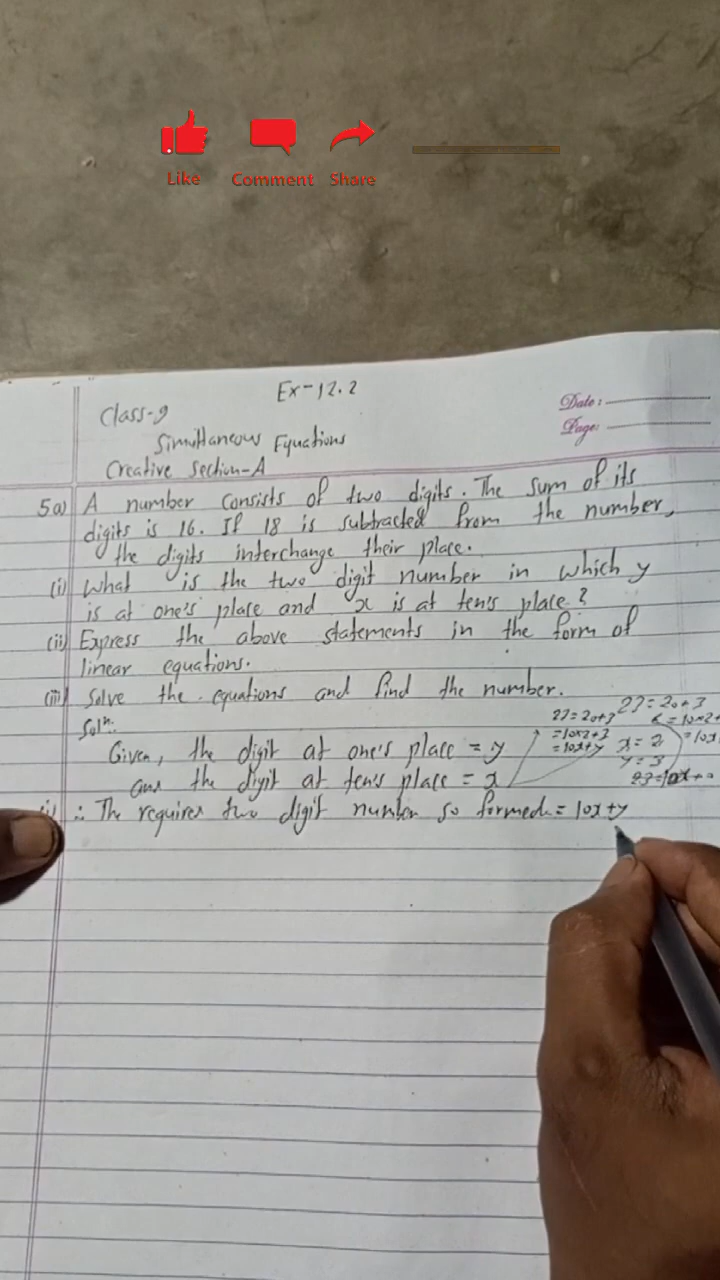 Like Comment Share
Ex-12.2
Date:
Class-9
Page:
Simultaneous Equations
Creative Section-A
5a) A number consists of two digits. The sum of its
digits is 16. If 18 is subtracted from the number,
the digits interchange their place.
(i) What is the two digit number in which y
is at one's place and x is at ten's place?
(ii) Express the above statements in the form of
linear equations.
(iii) Solve the equations and find the number.
Solⁿ:
23=20+3
=10×2+3
=10x+y
23=20+3
x=2
y=3
Given, the digit at one's place = y
and the digit at ten's place = x
(i) ∴ The required two digit number so formed = 10x+y